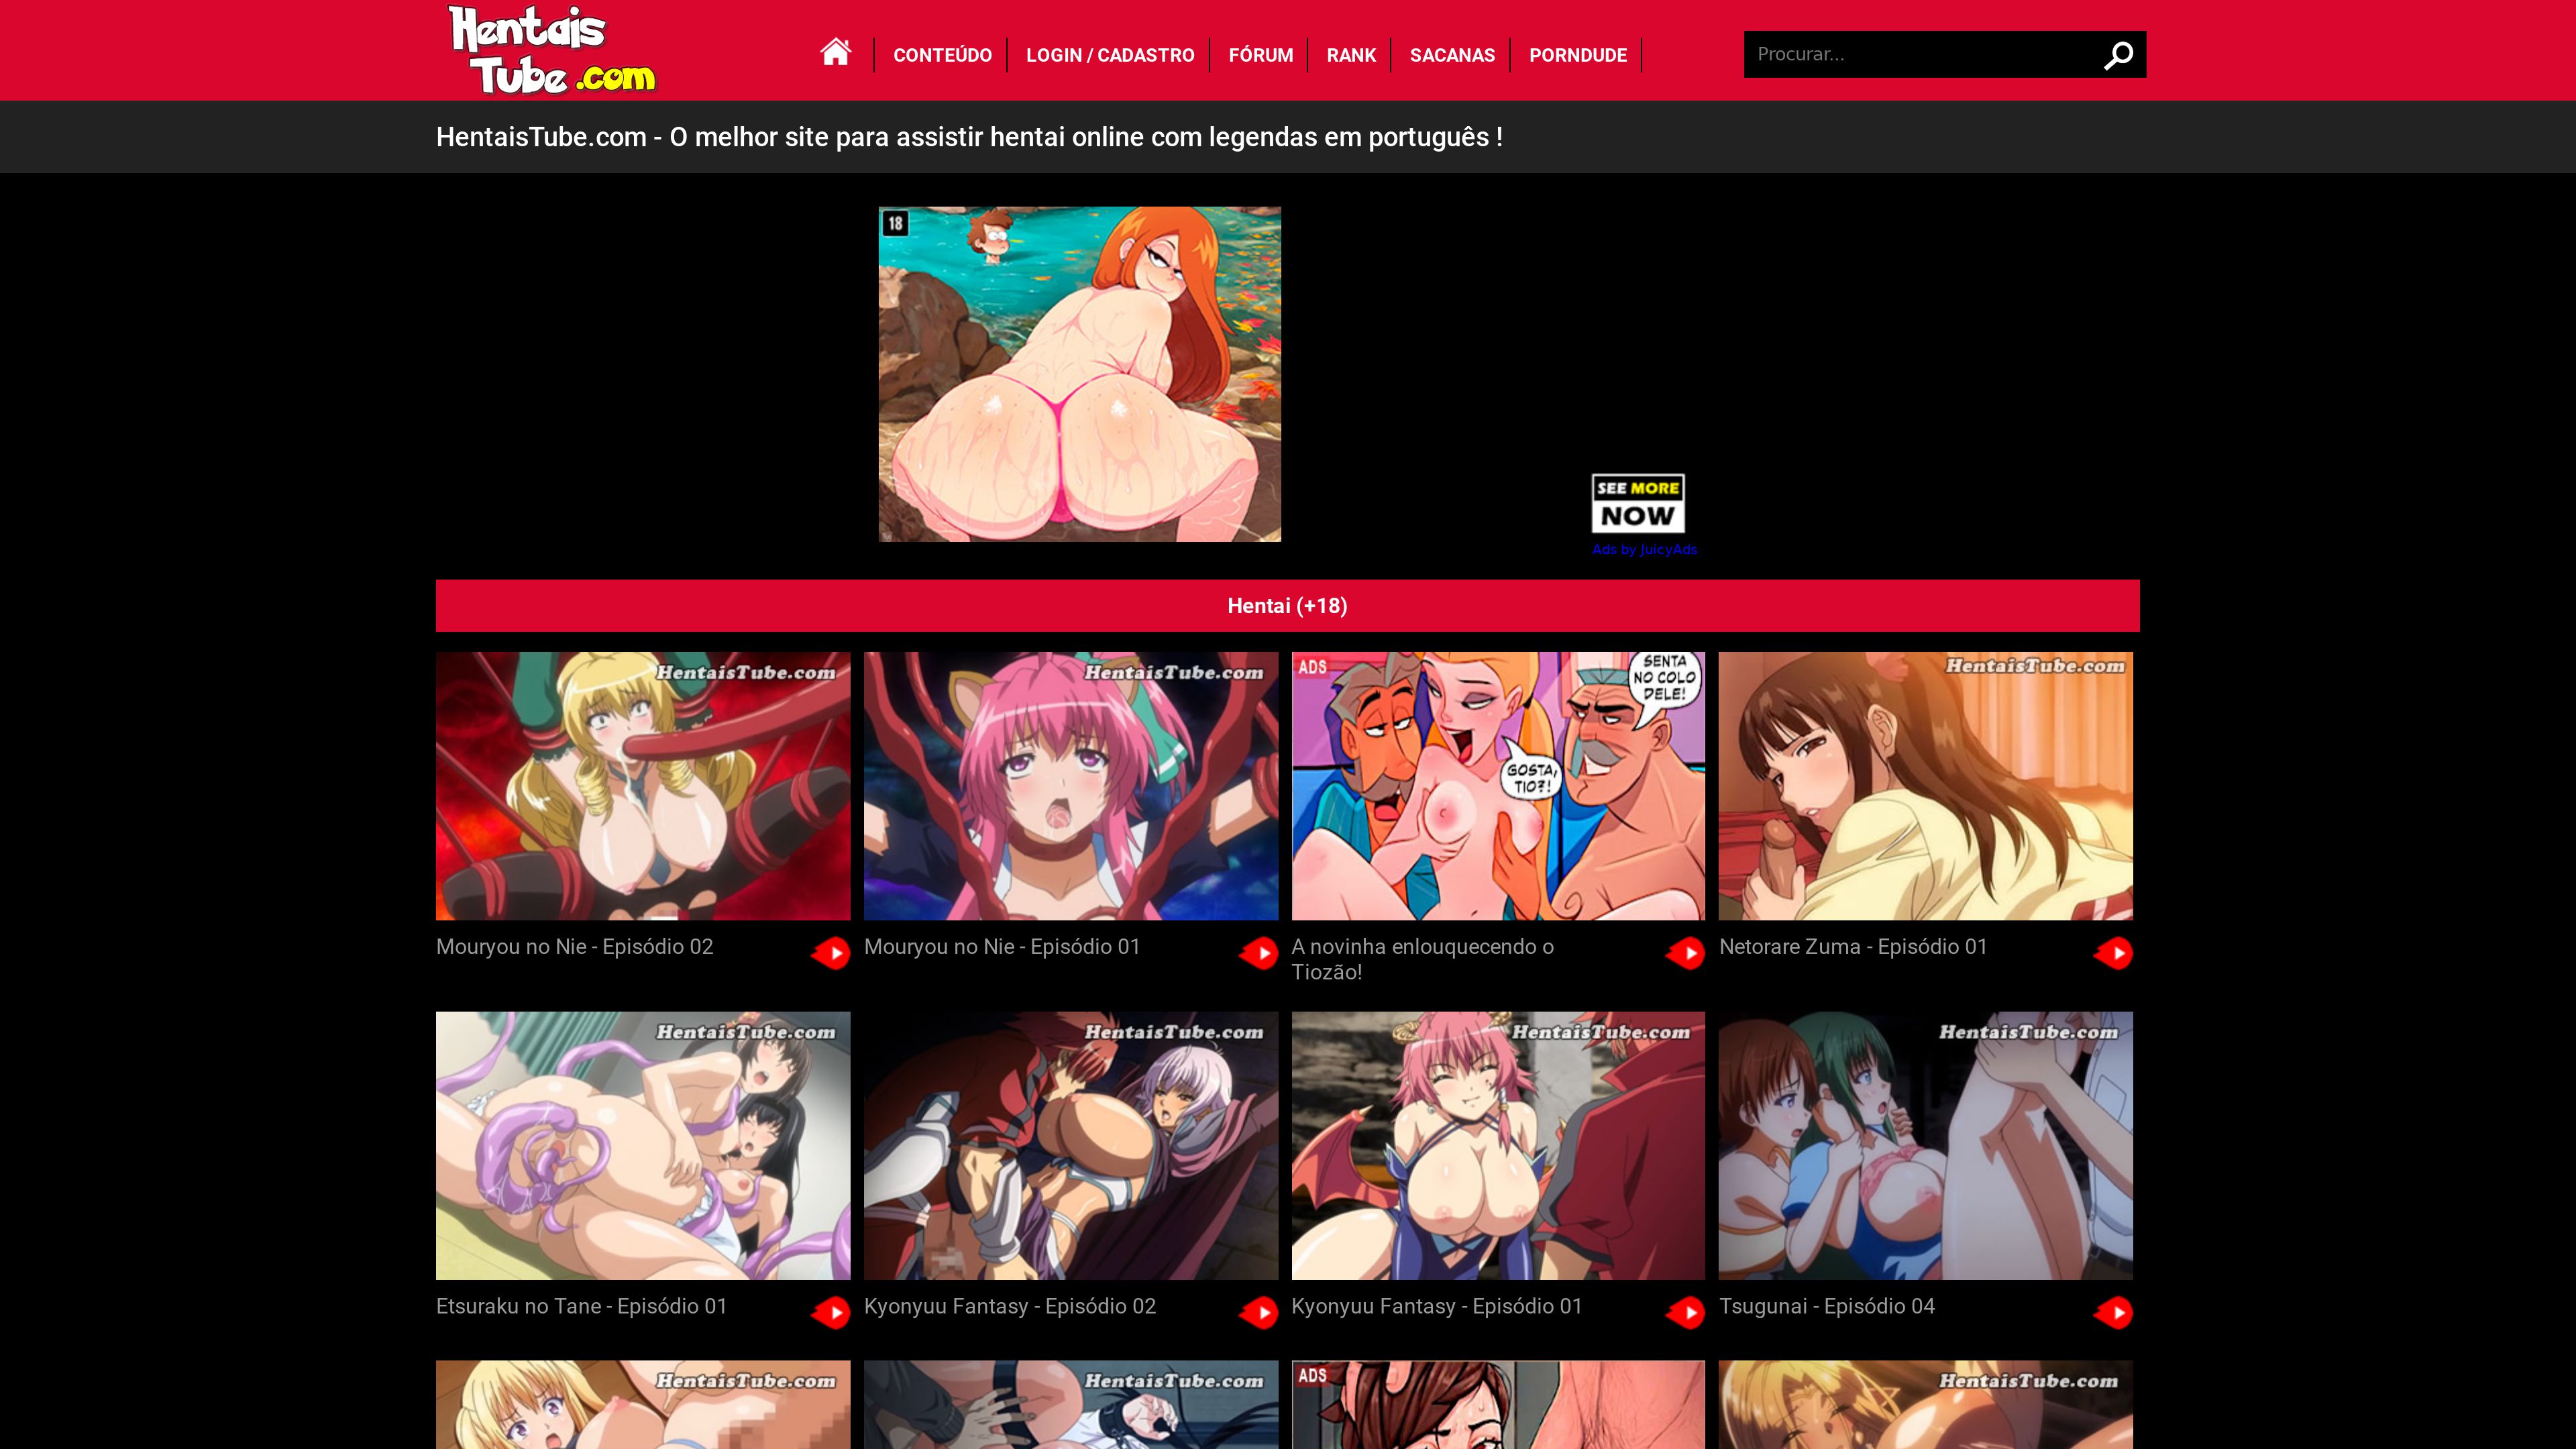 Hentais
Tube .com
CONTEÚDO
LOGIN / CADASTRO
FÓRUM
RANK
SACANAS
PORNDUDE
Procurar...
HentaisTube.com - O melhor site para assistir hentai online com legendas em português !
18
SEE MORE
NOW
Ads by JuicyAds
Hentai (+18)
HentaisTube.com
HentaisTube.com
ADS
SENTA
NO COLO
DELE!
GOSTA,
TIO?!
HentaisTube.com
Mouryou no Nie - Episódio 02
Mouryou no Nie - Episódio 01
A novinha enlouquecendo o
Tiozão!
Netorare Zuma - Episódio 01
HentaisTube.com
HentaisTube.com
HentaisTube.com
HentaisTube.com
Etsuraku no Tane - Episódio 01
Kyonyuu Fantasy - Episódio 02
Kyonyuu Fantasy - Episódio 01
Tsugunai - Episódio 04
HentaisTube.com
HentaisTube.com
ADS
HentaisTube.com